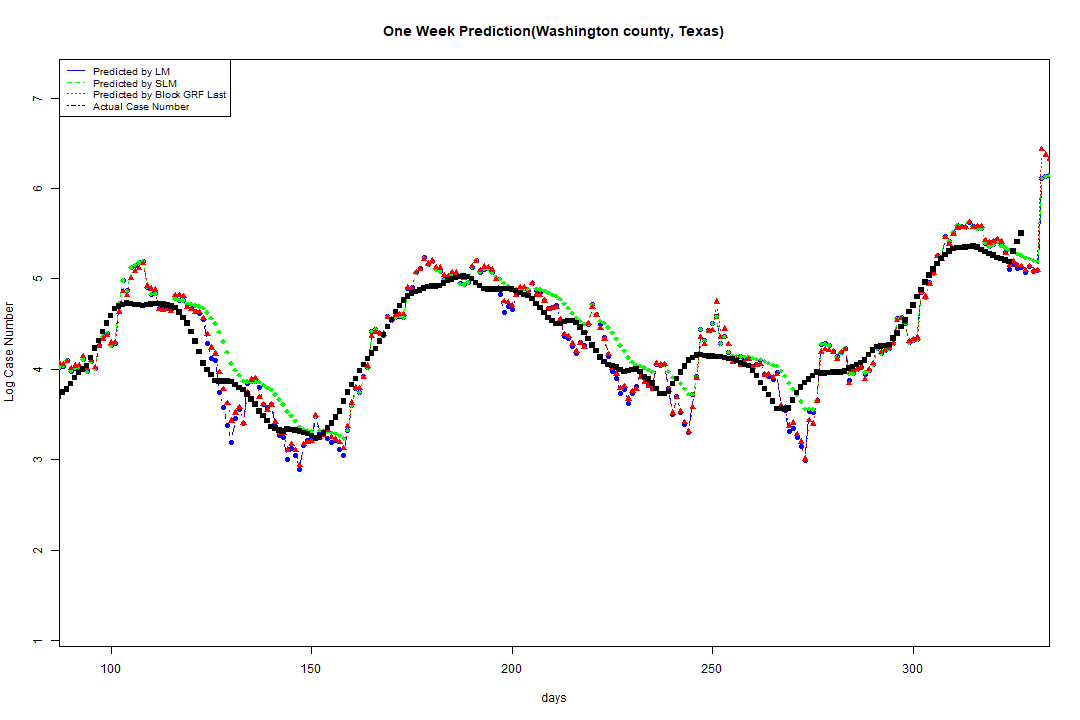 One Week Prediction(Washington county, Texas)
Predicted by LM
Predicted by SLM
Predicted by Block GRF Last
Actual Case Number
7
6
5
4
3
2
1
Log Case Number
100 150 200 250 300
days